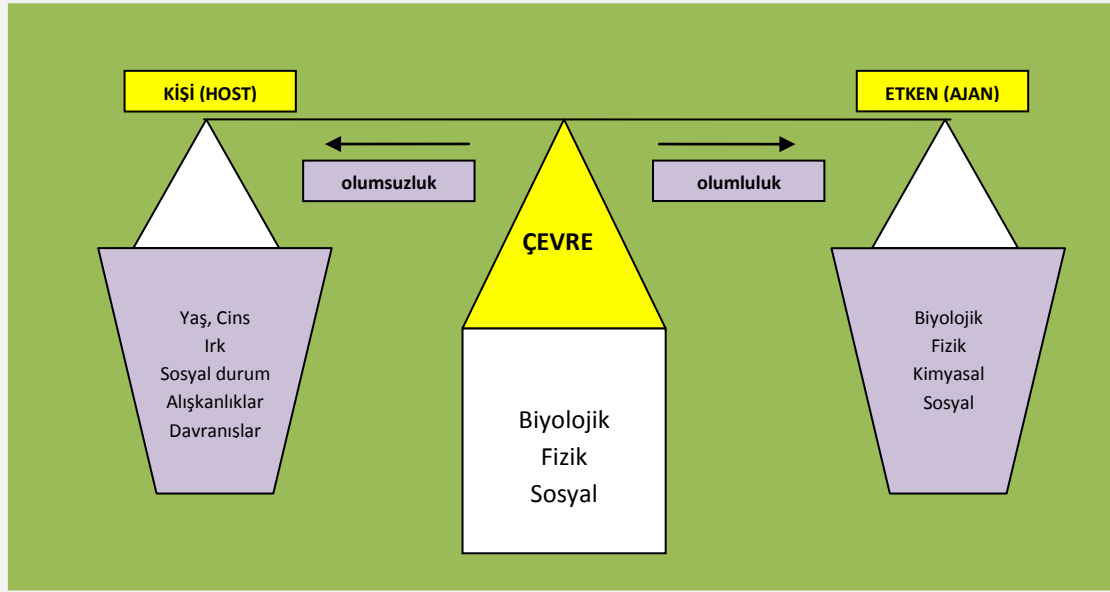 KİŞİ (HOST)
ETKEN (AJAN)
olumsuzluk
olumluluk
ÇEVRE
Yaş, Cins
Irk
Sosyal durum
Alışkanlıklar
Davranışlar
Biyolojik
Fizik
Sosyal
Biyolojik
Fizik
Kimyasal
Sosyal